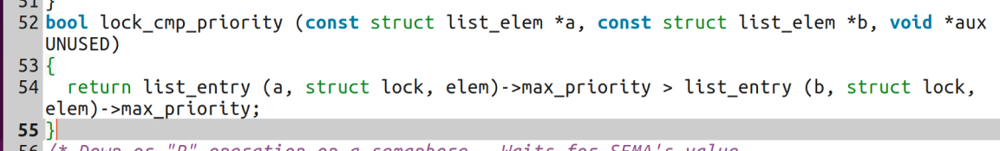 51 }
52 bool lock_cmp_priority (const struct list_elem *a, const struct list_elem *b, void *aux
UNUSED)
53 {
54   return list_entry (a, struct lock, elem)->max_priority > list_entry (b, struct lock,
elem)->max_priority;
55 }
56 /* Down or "P" operation on a semaphore.  Waits for SEMA's value